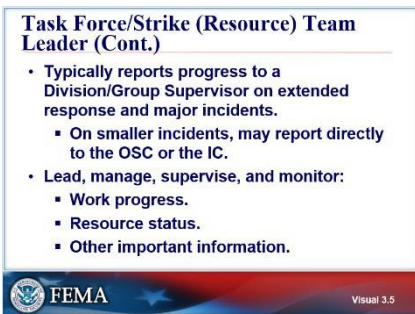 Task Force/Strike (Resource) Team
Leader (Cont.)
• Typically reports progress to a
Division/Group Supervisor on extended
response and major incidents.
▪ On smaller incidents, may report directly
to the OSC or the IC.
• Lead, manage, supervise, and monitor:
▪ Work progress.
▪ Resource status.
▪ Other important information.
FEMA
Visual 3.5